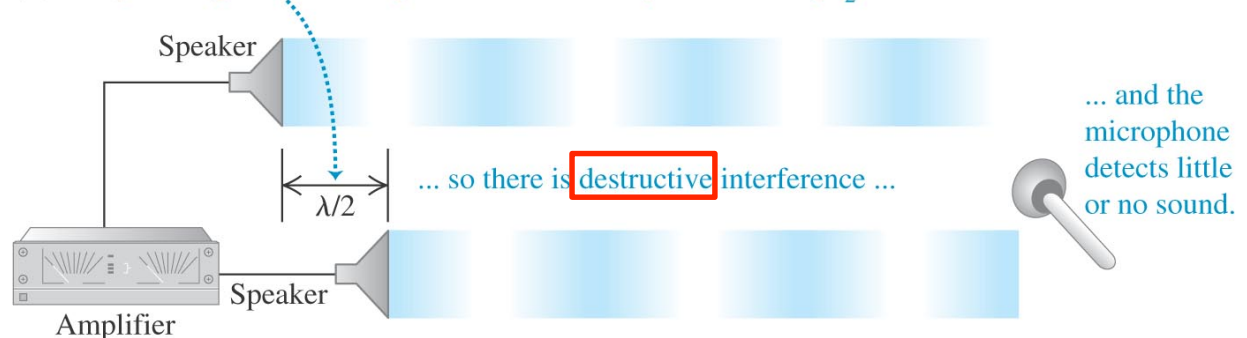 Speaker
... and the
microphone
detects little
or no sound.
... so there is destructive interference ...
λ/2
Speaker
Amplifier